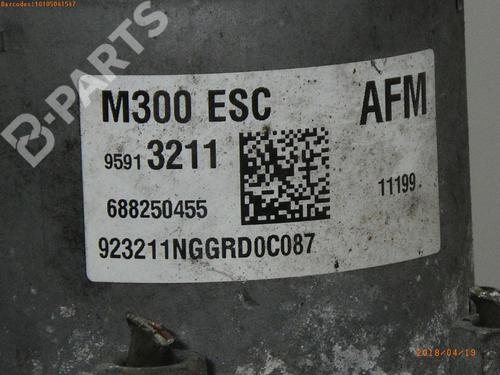 Barcodes:10105041547
B-PARTS
M300 ESC AFM
9591 3211
688250455
11199
923211NGGRD0C087
2018/04/19